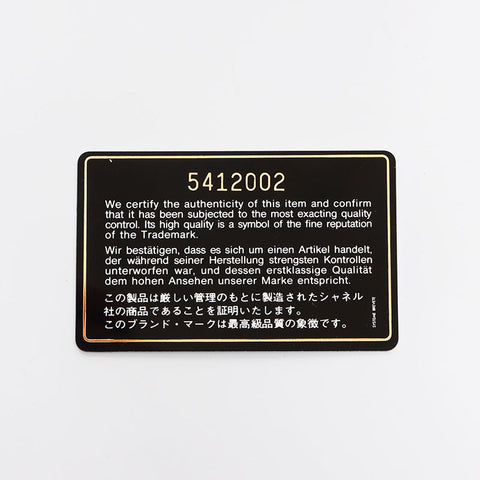 5412002
We certify the authenticity of this item and confirm
that it has been subjected to the most exacting quality
control. Its high quality is a symbol of the fine reputation
of the Trademark.
Wir bestätigen, dass es sich um einen Artikel handelt,
der während seiner Herstellung strengsten Kontrollen
unterworfen war, und dessen erstklassige Qualität
dem hohen Ansehen unserer Marke entspricht.
この製品は厳しい管理のもとに製造されたシャネル
社の商品であることを証明いたします。
このブランド・マークは最高級品質の象徴です。
SYSTEME BREVETE